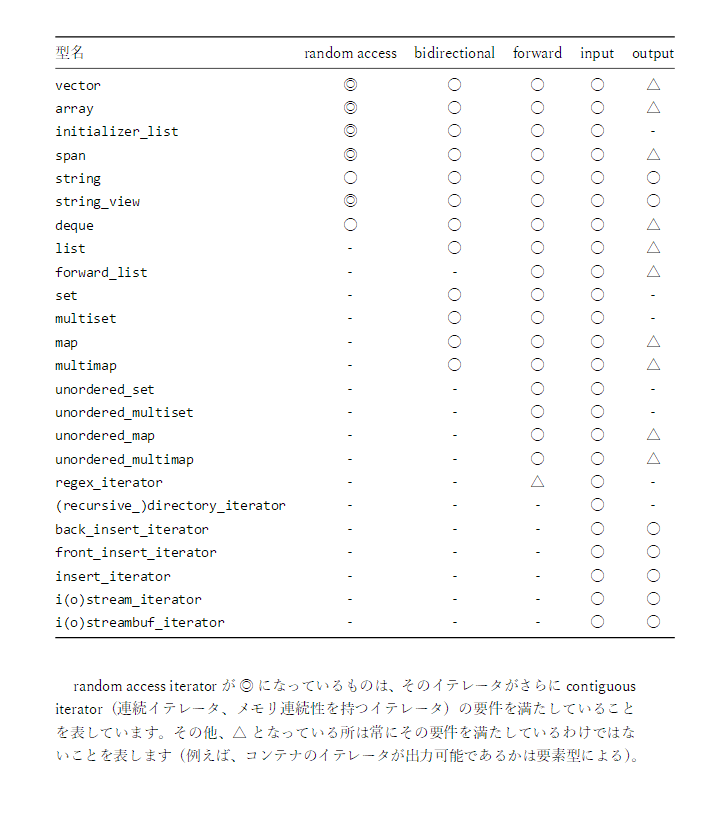 型名 random access bidirectional forward input output
vector ◎ ○ ○ ○ △
array ◎ ○ ○ ○ △
initializer_list ◎ ○ ○ ○ -
span ◎ ○ ○ ○ △
string ○ ○ ○ ○ ○
string_view ◎ ○ ○ ○ ○
deque ○ ○ ○ ○ △
list - ○ ○ ○ △
forward_list - - ○ ○ △
set - ○ ○ ○ -
multiset - ○ ○ ○ -
map - ○ ○ ○ △
multimap - ○ ○ ○ △
unordered_set - - ○ ○ -
unordered_multiset - - ○ ○ -
unordered_map - - ○ ○ △
unordered_multimap - - ○ ○ △
regex_iterator - - △ ○ -
(recursive_)directory_iterator - - - ○ -
back_insert_iterator - - - ○ ○
front_insert_iterator - - - ○ ○
insert_iterator - - - ○ ○
i(o)stream_iterator - - - ○ ○
i(o)streambuf_iterator - - - ○ ○
random access iterator が ◎ になっているものは、そのイテレータがさらに contiguous
iterator（連続イテレータ、メモリ連続性を持つイテレータ）の要件を満たしていること
を表しています。その他、△ となっている所は常にその要件を満たしているわけではな
いことを表します（例えば、コンテナのイテレータが出力可能であるかは要素型による）。